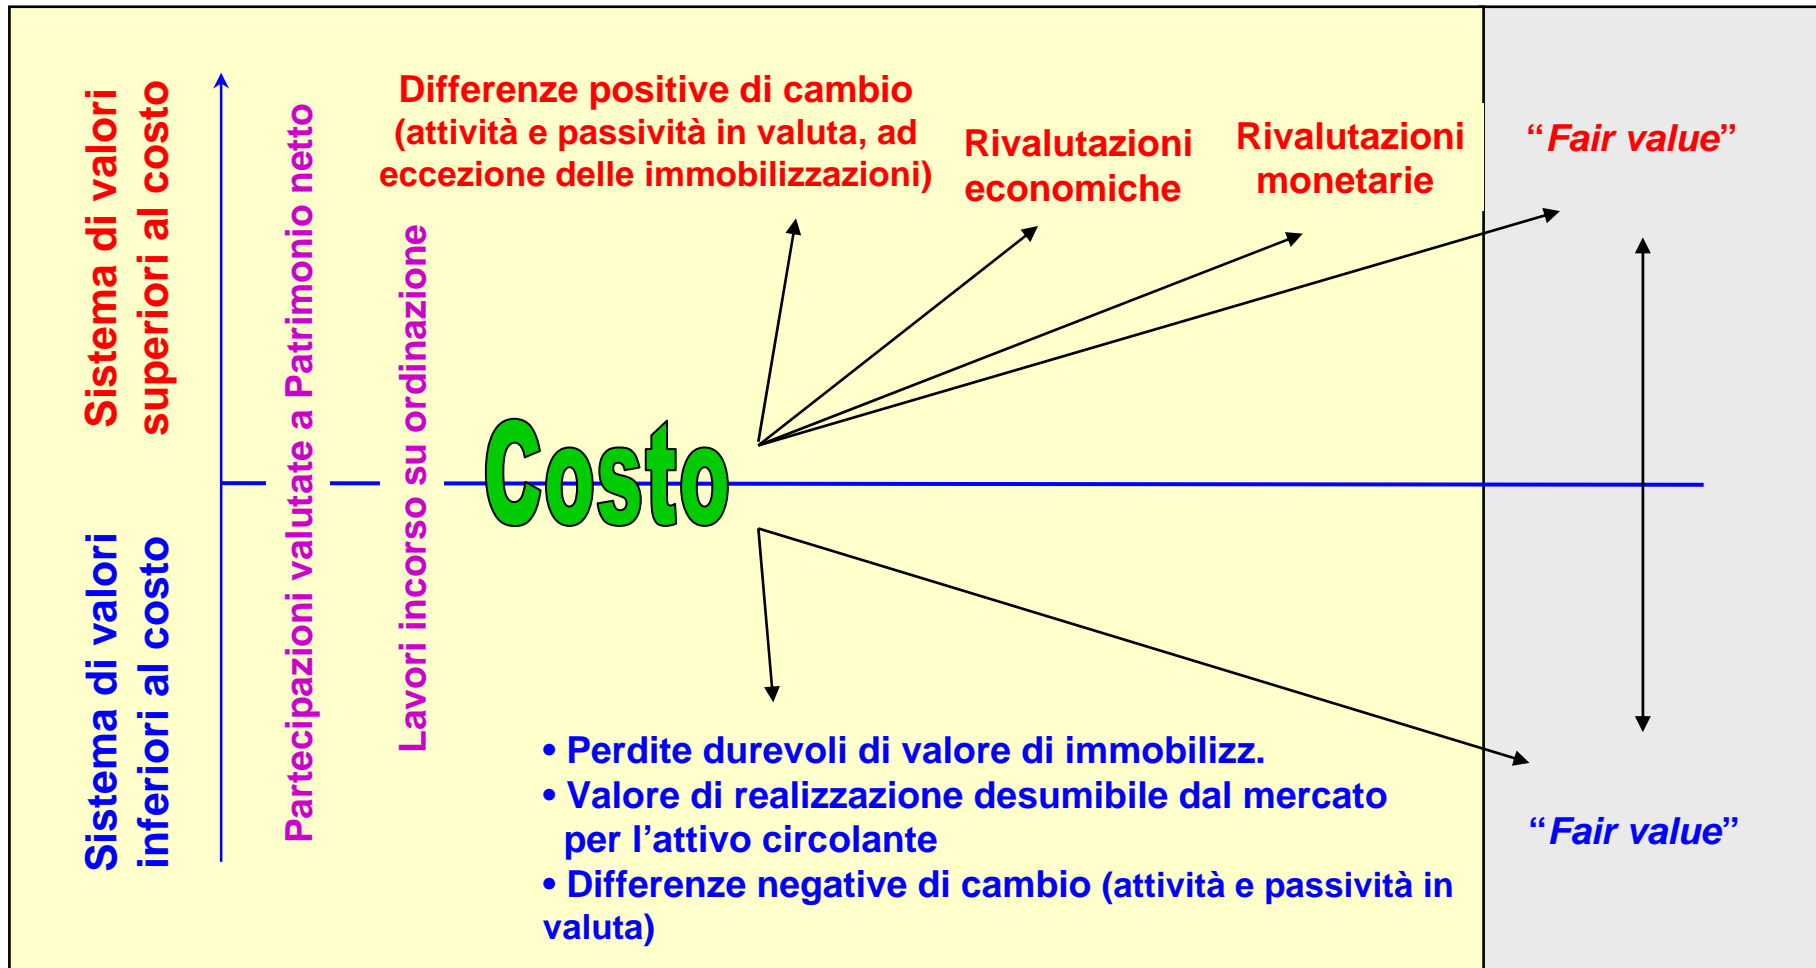 Sistema di valori
superiori al costo
Sistema di valori
inferiori al costo
Partecipazioni valutate a Patrimonio netto
Lavori incorso su ordinazione
Differenze positive di cambio
(attività e passività in valuta, ad
eccezione delle immobilizzazioni)
Rivalutazioni
economiche
Rivalutazioni
monetarie
“Fair value”
Costo
• Perdite durevoli di valore di immobilizz.
• Valore di realizzazione desumibile dal mercato
per l’attivo circolante
• Differenze negative di cambio (attività e passività in
valuta)
“Fair value”